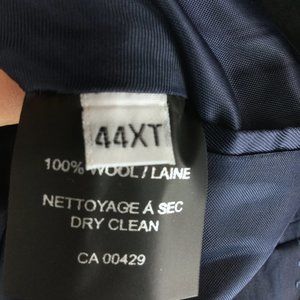 44XT
100% WOOL / LAINE
NETTOYAGE À SEC
DRY CLEAN
CA 00429